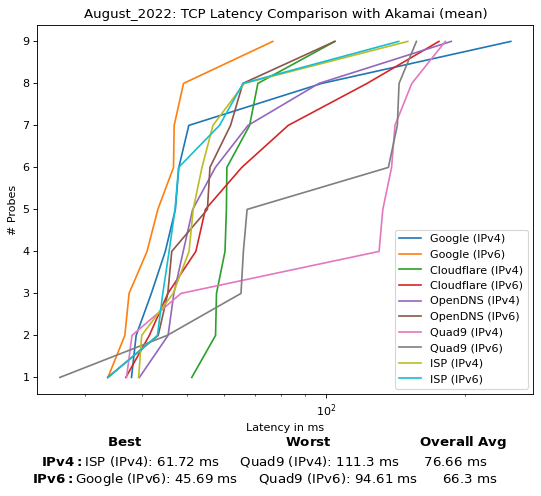 August_2022: TCP Latency Comparison with Akamai (mean)
9
8
7
6
5
4
3
2
1
# Probes
Google (IPv4)
Google (IPv6)
Cloudflare (IPv4)
Cloudflare (IPv6)
OpenDNS (IPv4)
OpenDNS (IPv6)
Quad9 (IPv4)
Quad9 (IPv6)
ISP (IPv4)
ISP (IPv6)
10²
Latency in ms
Best Worst Overall Avg
IPv4: ISP (IPv4): 61.72 ms Quad9 (IPv4): 111.3 ms 76.66 ms
IPv6: Google (IPv6): 45.69 ms Quad9 (IPv6): 94.61 ms 66.3 ms